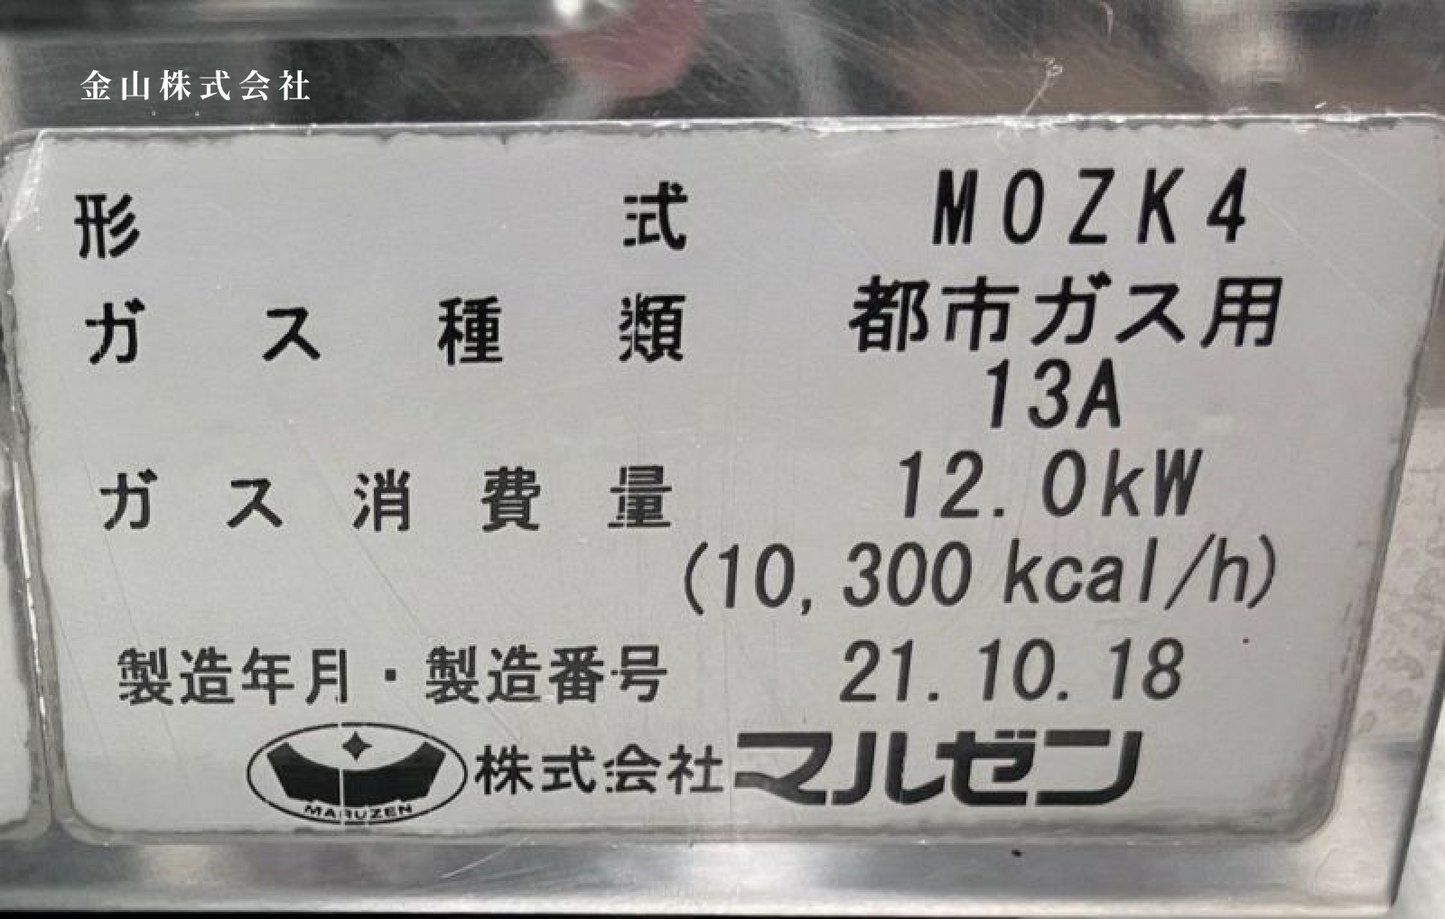 金山株式会社
形式 MOZK4
ガス種類 都市ガス用
13A
ガス消費量 12.0kW
(10,300 kcal/h)
製造年月・製造番号 21.10.18
MARUZEN 株式会社マルゼン